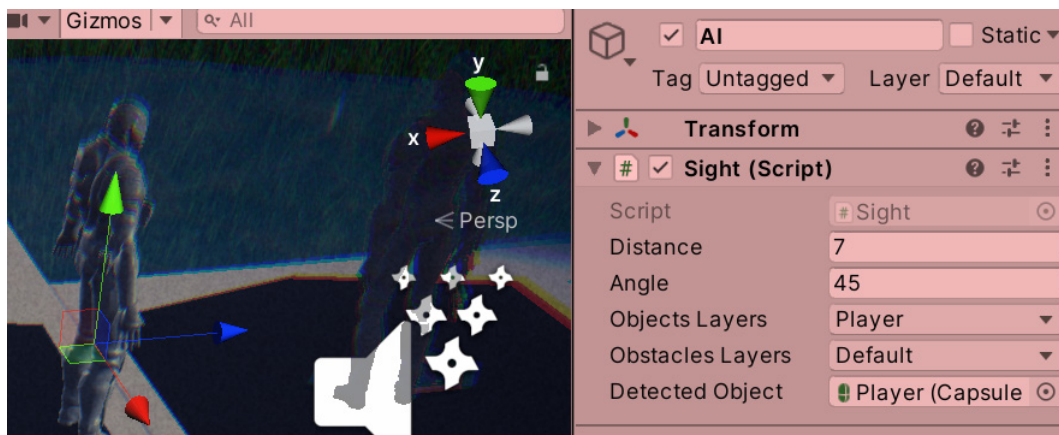 Gizmos
All
y
x
z
< Persp
AI
Static
Tag Untagged
Layer Default
Transform
# Sight (Script)
Script
# Sight
Distance
7
Angle
45
Objects Layers
Player
Obstacles Layers
Default
Detected Object
Player (Capsule